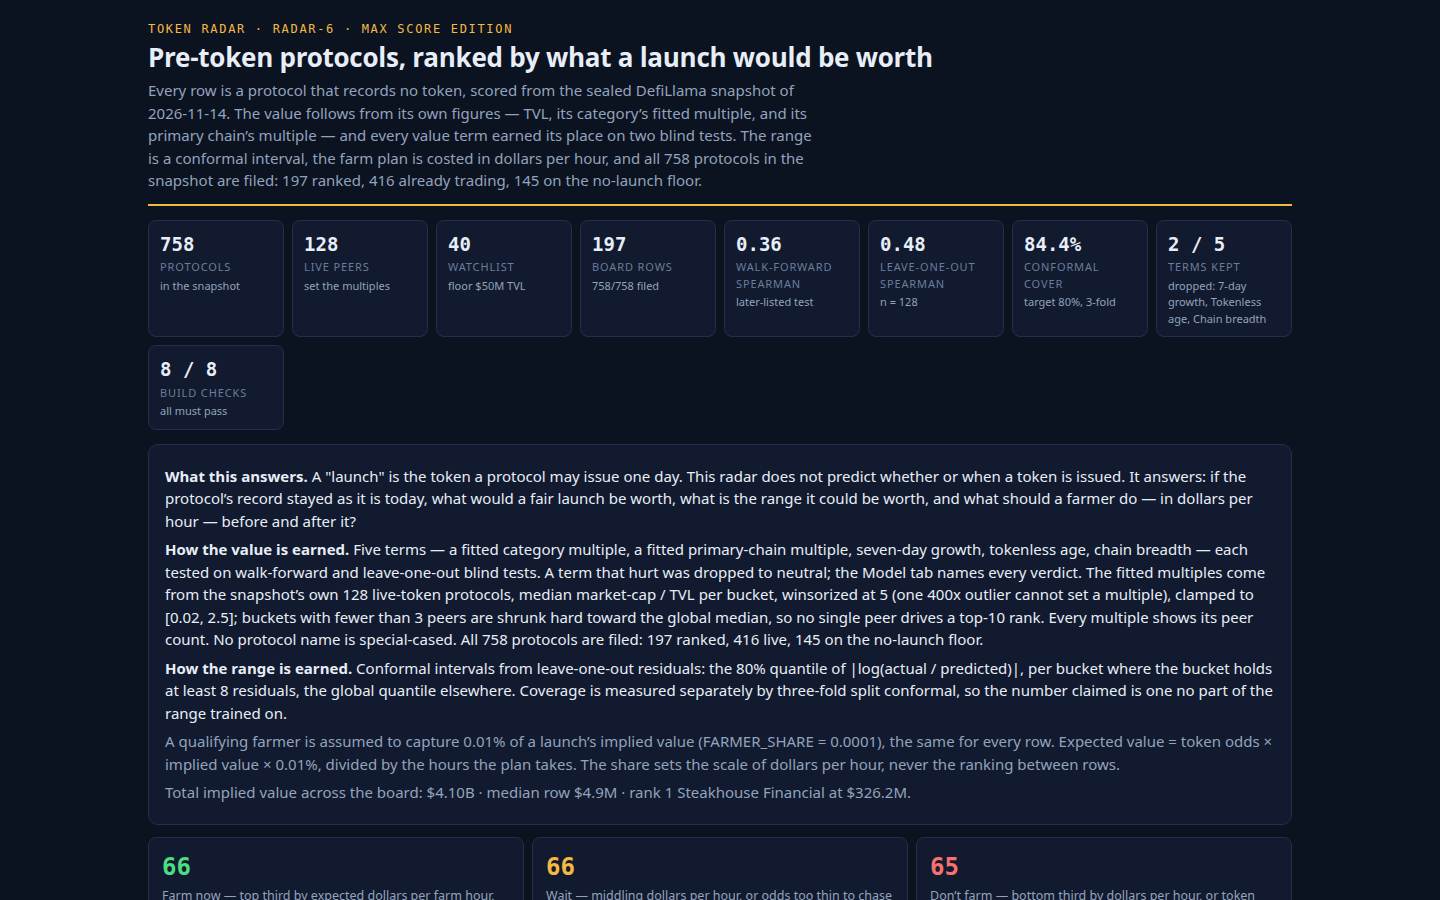 TOKEN RADAR · RADAR-6 · MAX SCORE EDITION
Pre-token protocols, ranked by what a launch would be worth
Every row is a protocol that records no token, scored from the sealed DefiLlama snapshot of
2026-11-14. The value follows from its own figures — TVL, its category’s fitted multiple, and its
primary chain’s multiple — and every value term earned its place on two blind tests. The range
is a conformal interval, the farm plan is costed in dollars per hour, and all 758 protocols in the
snapshot are filed: 197 ranked, 416 already trading, 145 on the no-launch floor.
758
PROTOCOLS
in the snapshot
128
LIVE PEERS
set the multiples
40
WATCHLIST
floor $50M TVL
197
BOARD ROWS
758/758 filed
0.36
WALK-FORWARD
SPEARMAN
later-listed test
0.48
LEAVE-ONE-OUT
SPEARMAN
n = 128
84.4%
CONFORMAL
COVER
target 80%, 3-fold
2 / 5
TERMS KEPT
dropped: 7-day
growth, Tokenless
age, Chain breadth
8 / 8
BUILD CHECKS
all must pass
What this answers. A "launch" is the token a protocol may issue one day. This radar does not predict whether or when a token is issued. It answers: if the
protocol’s record stayed as it is today, what would a fair launch be worth, what is the range it could be worth, and what should a farmer do — in dollars per
hour — before and after it?
How the value is earned. Five terms — a fitted category multiple, a fitted primary-chain multiple, seven-day growth, tokenless age, chain breadth — each
tested on walk-forward and leave-one-out blind tests. A term that hurt was dropped to neutral; the Model tab names every verdict. The fitted multiples come
from the snapshot’s own 128 live-token protocols, median market-cap / TVL per bucket, winsorized at 5 (one 400x outlier cannot set a multiple), clamped to
[0.02, 2.5]; buckets with fewer than 3 peers are shrunk hard toward the global median, so no single peer drives a top-10 rank. Every multiple shows its peer
count. No protocol name is special-cased. All 758 protocols are filed: 197 ranked, 416 live, 145 on the no-launch floor.
How the range is earned. Conformal intervals from leave-one-out residuals: the 80% quantile of |log(actual / predicted)|, per bucket where the bucket holds
at least 8 residuals, the global quantile elsewhere. Coverage is measured separately by three-fold split conformal, so the number claimed is one no part of the
range trained on.
A qualifying farmer is assumed to capture 0.01% of a launch’s implied value (FARMER_SHARE = 0.0001), the same for every row. Expected value = token odds ×
implied value × 0.01%, divided by the hours the plan takes. The share sets the scale of dollars per hour, never the ranking between rows.
Total implied value across the board: $4.10B · median row $4.9M · rank 1 Steakhouse Financial at $326.2M.
66
Farm now — top third by expected dollars per farm hour.
66
Wait — middling dollars per hour, or odds too thin to chase
65
Don’t farm — bottom third by dollars per hour, or token